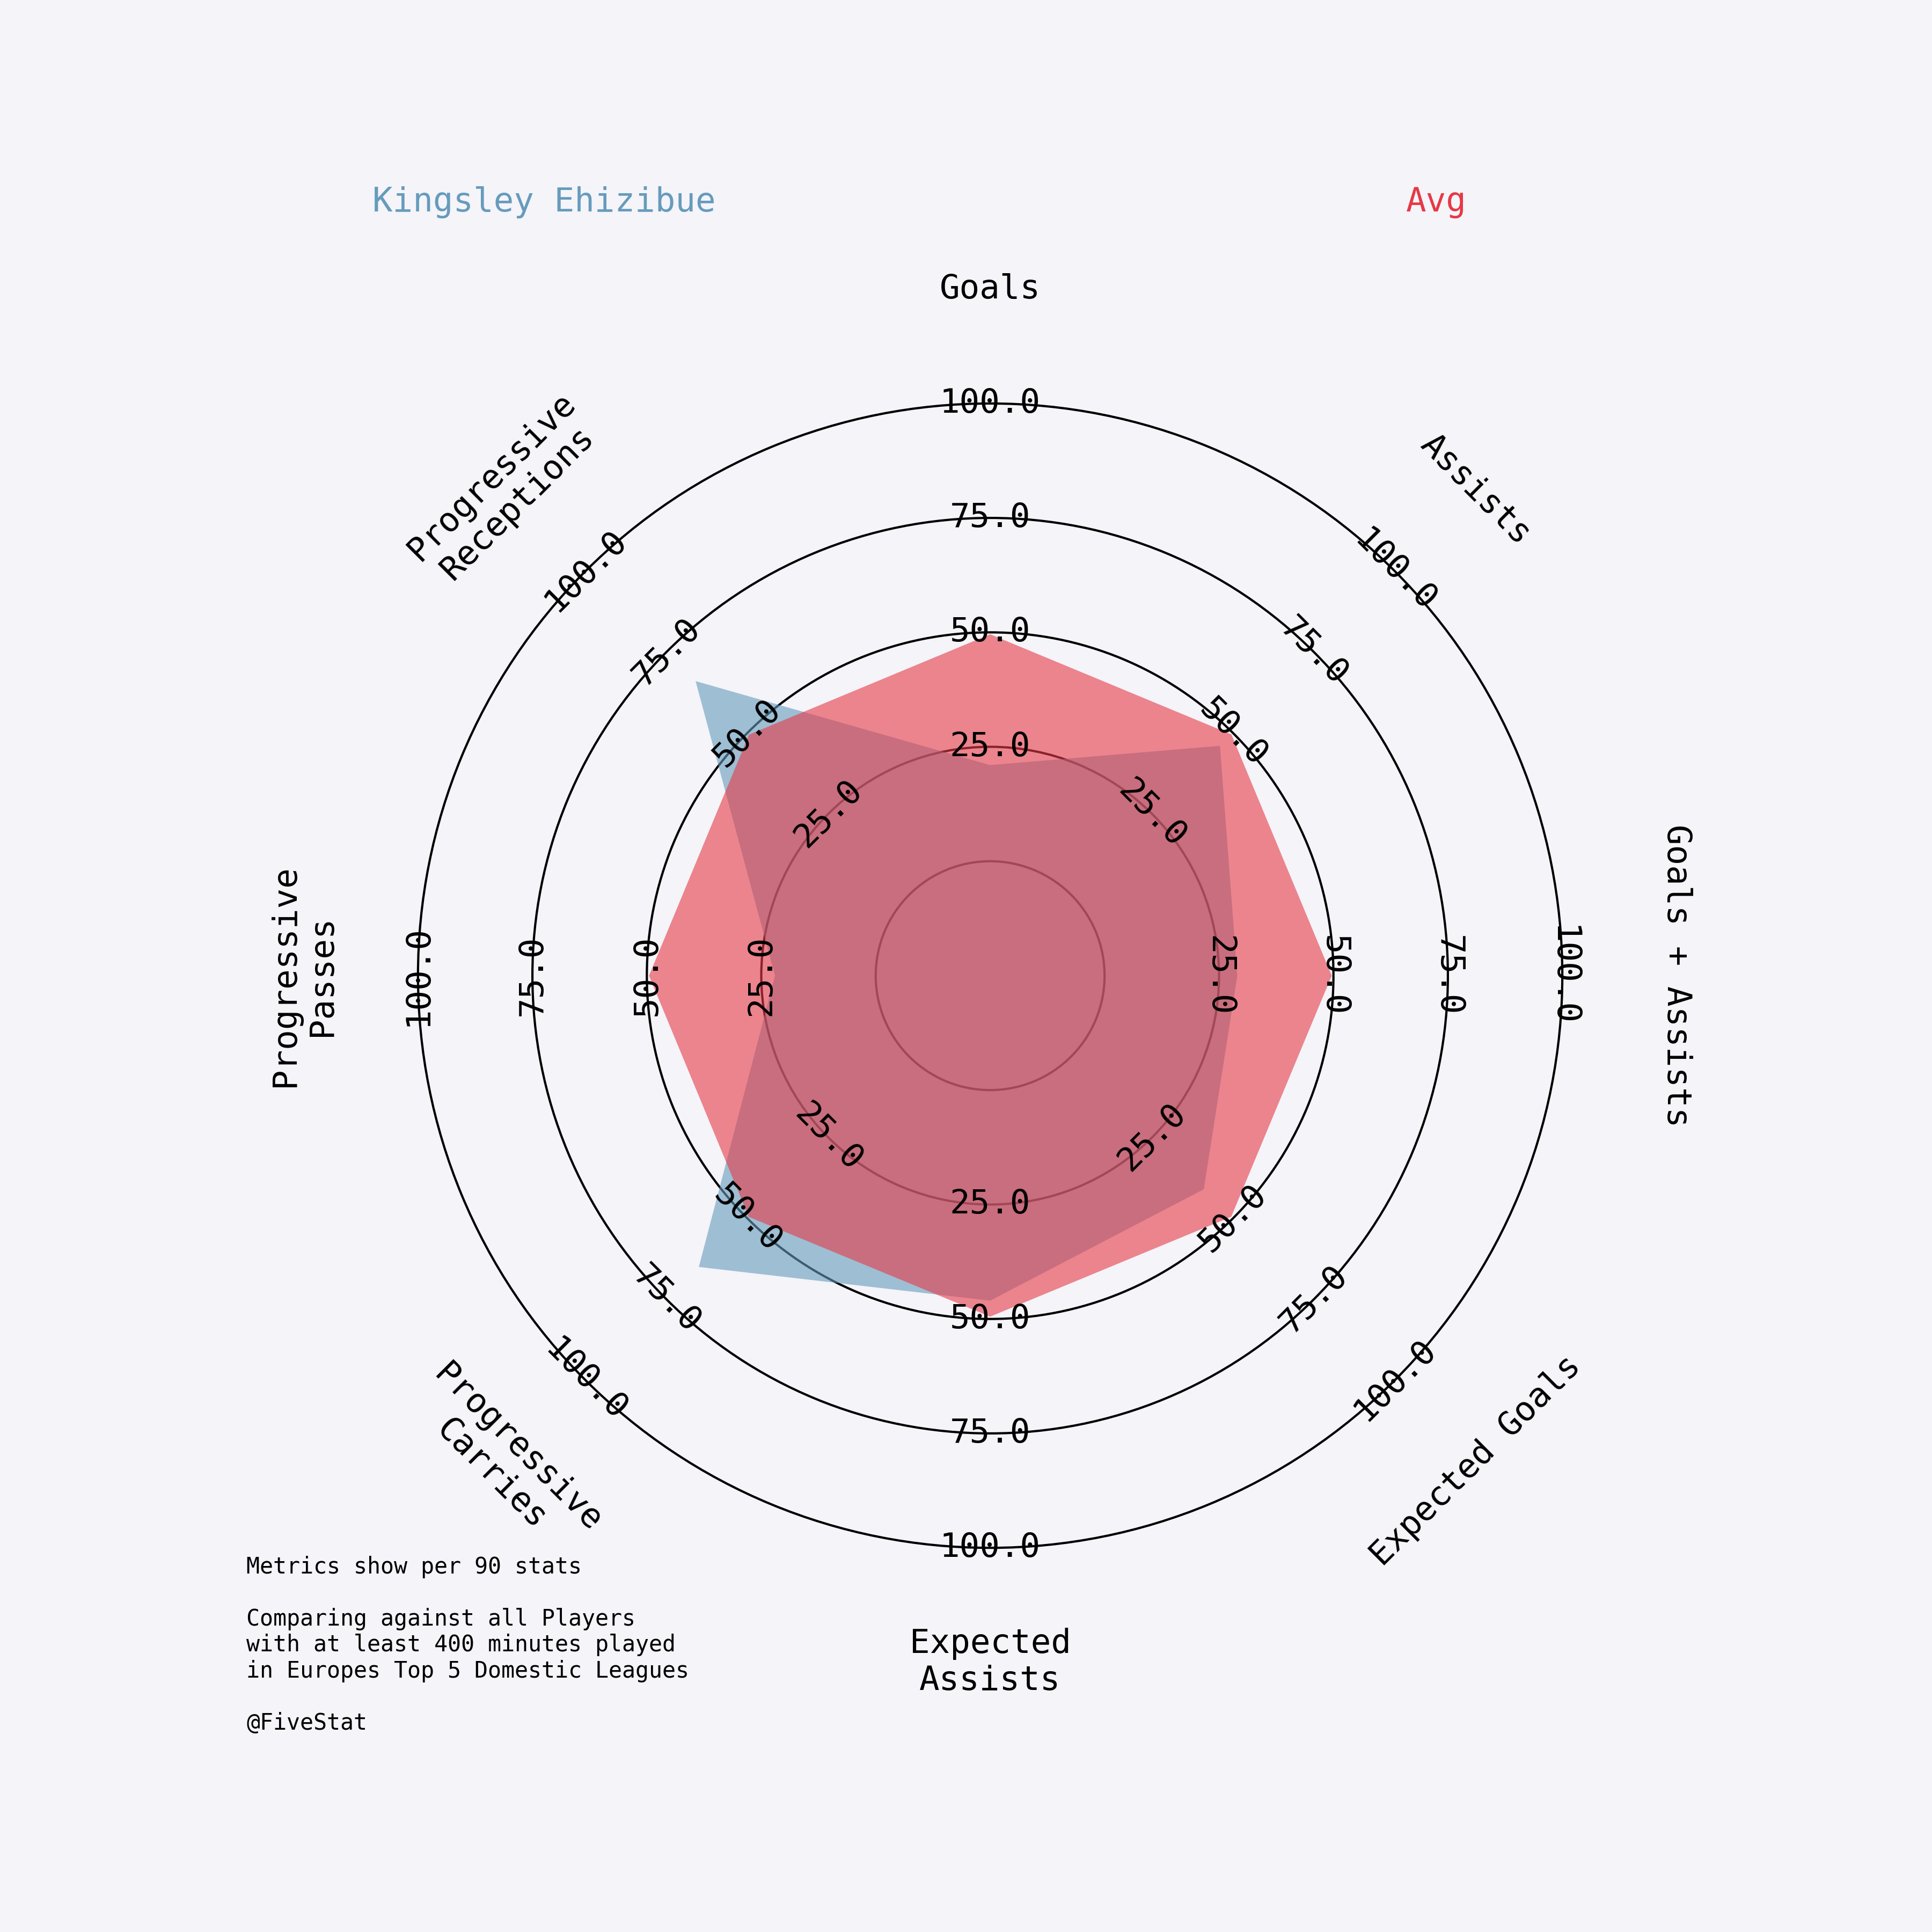 Kingsley Ehizibue
Avg
Goals
Assists
Goals + Assists
Expected Goals
Expected
Assists
Progressive
Carries
Progressive
Passes
Progressive
Receptions
25.0
50.0
75.0
100.0
25.0
50.0
75.0
100.0
25.0
50.0
75.0
100.0
25.0
50.0
75.0
100.0
25.0
50.0
75.0
100.0
25.0
50.0
75.0
100.0
25.0
50.0
75.0
100.0
25.0
50.0
75.0
100.0
Metrics show per 90 stats
Comparing against all Players
with at least 400 minutes played
in Europes Top 5 Domestic Leagues
@FiveStat